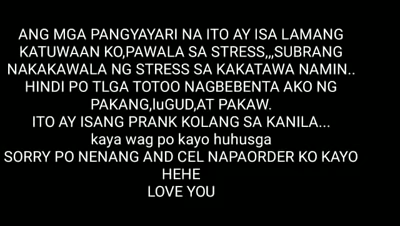 ANG MGA PANGYAYARI NA ITO AY ISA LAMANG
KATUWAAN KO,PAWALA SA STRESS,,,SUBRANG
NAKAKAWALA NG STRESS SA KAKATAWA NAMIN..
HINDI PO TLGA TOTOO NAGBEBENTA AKO NG
PAKANG,luGUD,AT PAKAW.
ITO AY ISANG PRANK KOLANG SA KANILA...
kaya wag po kayo huhusga
SORRY PO NENANG AND CEL NAPAORDER KO KAYO
HEHE
LOVE YOU